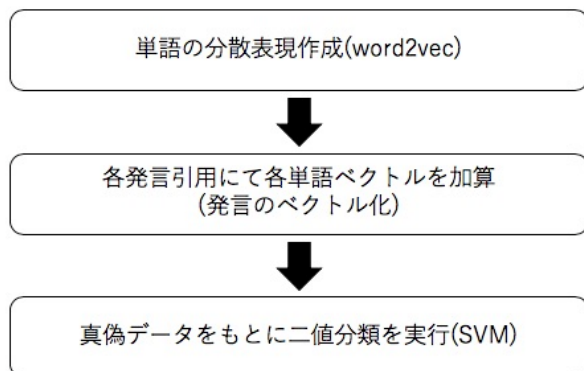 単語の分散表現作成(word2vec)
各発言引用にて各単語ベクトルを加算
(発言のベクトル化)
真偽データをもとに二値分類を実行(SVM)